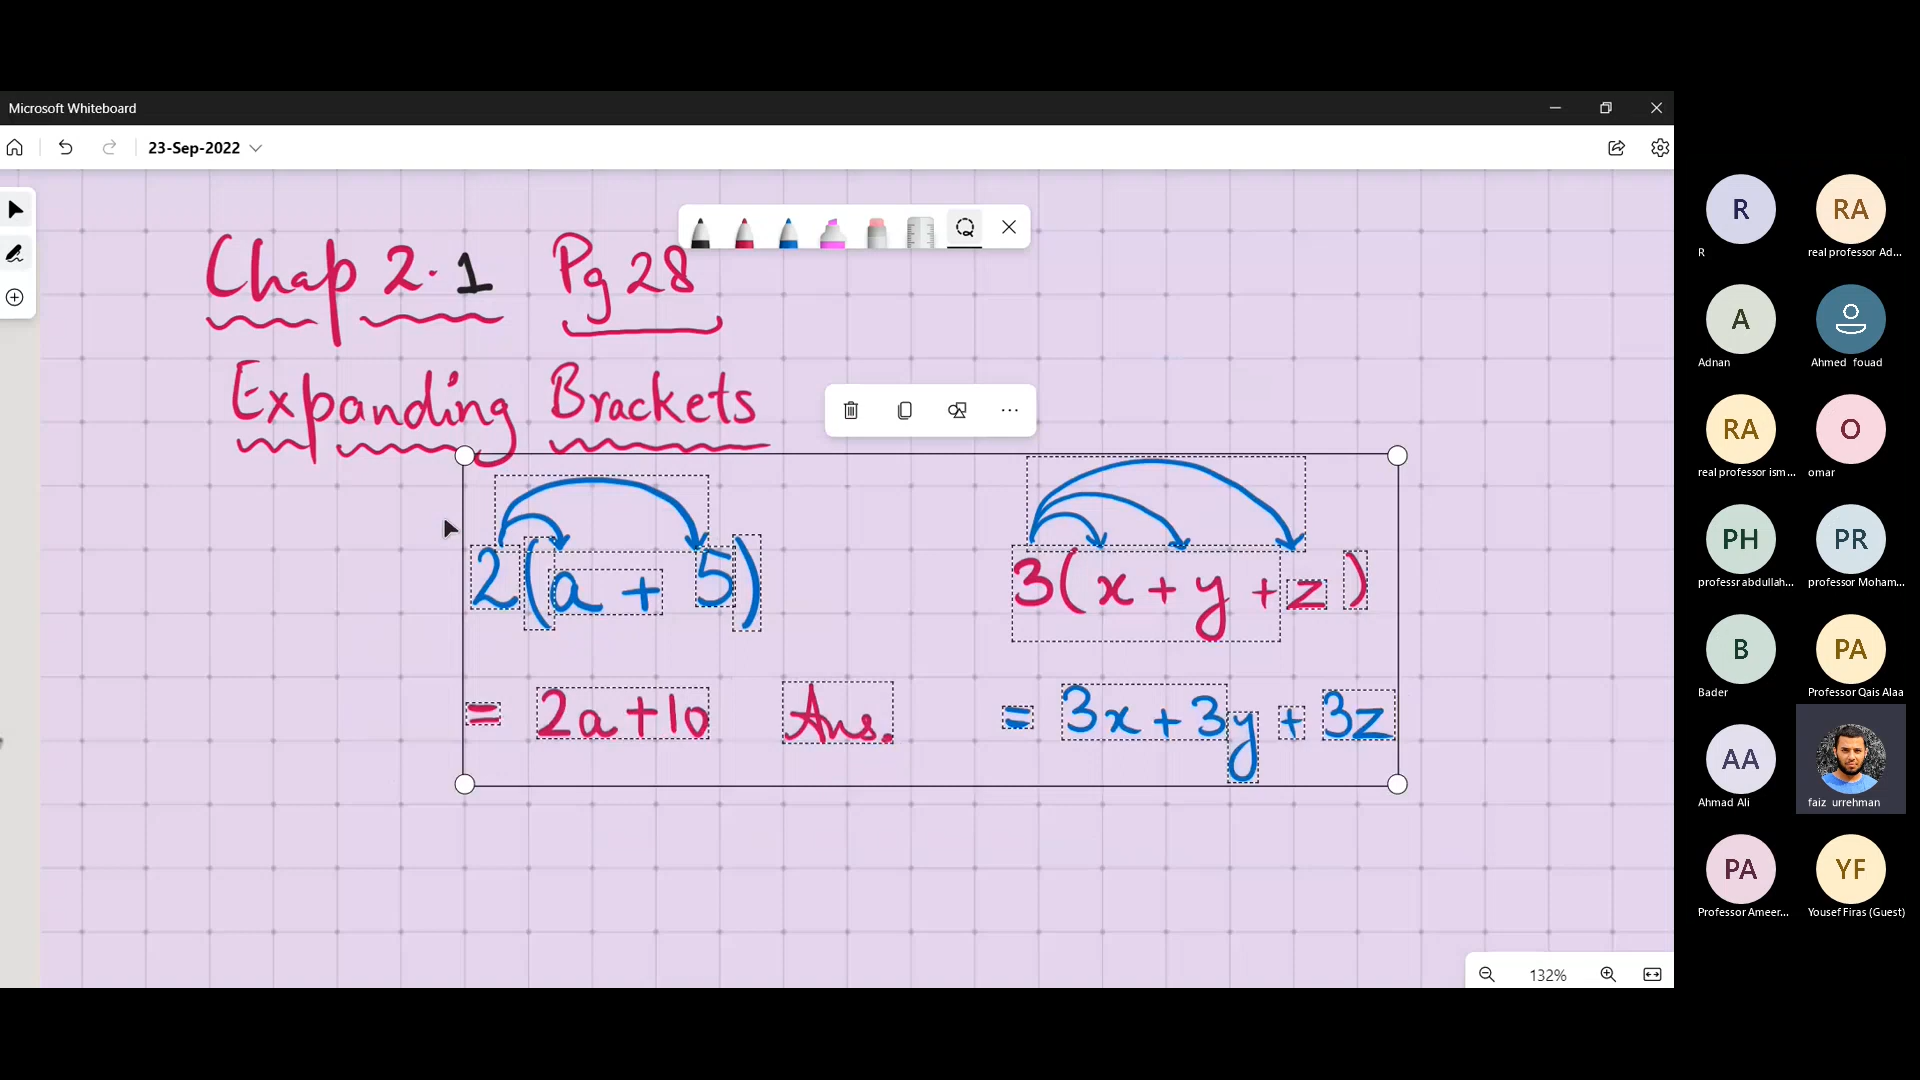 Microsoft Whiteboard
23-Sep-2022
Chap 2.1 Pg 28
Expanding Brackets
2(a + 5) 3(x + y + z)
= 2a+10 Ans. = 3x + 3y + 3z
132%
R RA
R real professor Ad...
A
Adnan Ahmed fouad
RA O
real professor ism... omar
PH PR
professr abdullah... professor Moham...
B PA
Bader Professor Qais Alaa
AA
Ahmad Ali faiz urrehman
PA YF
Professor Ameer... Yousef Firas (Guest)